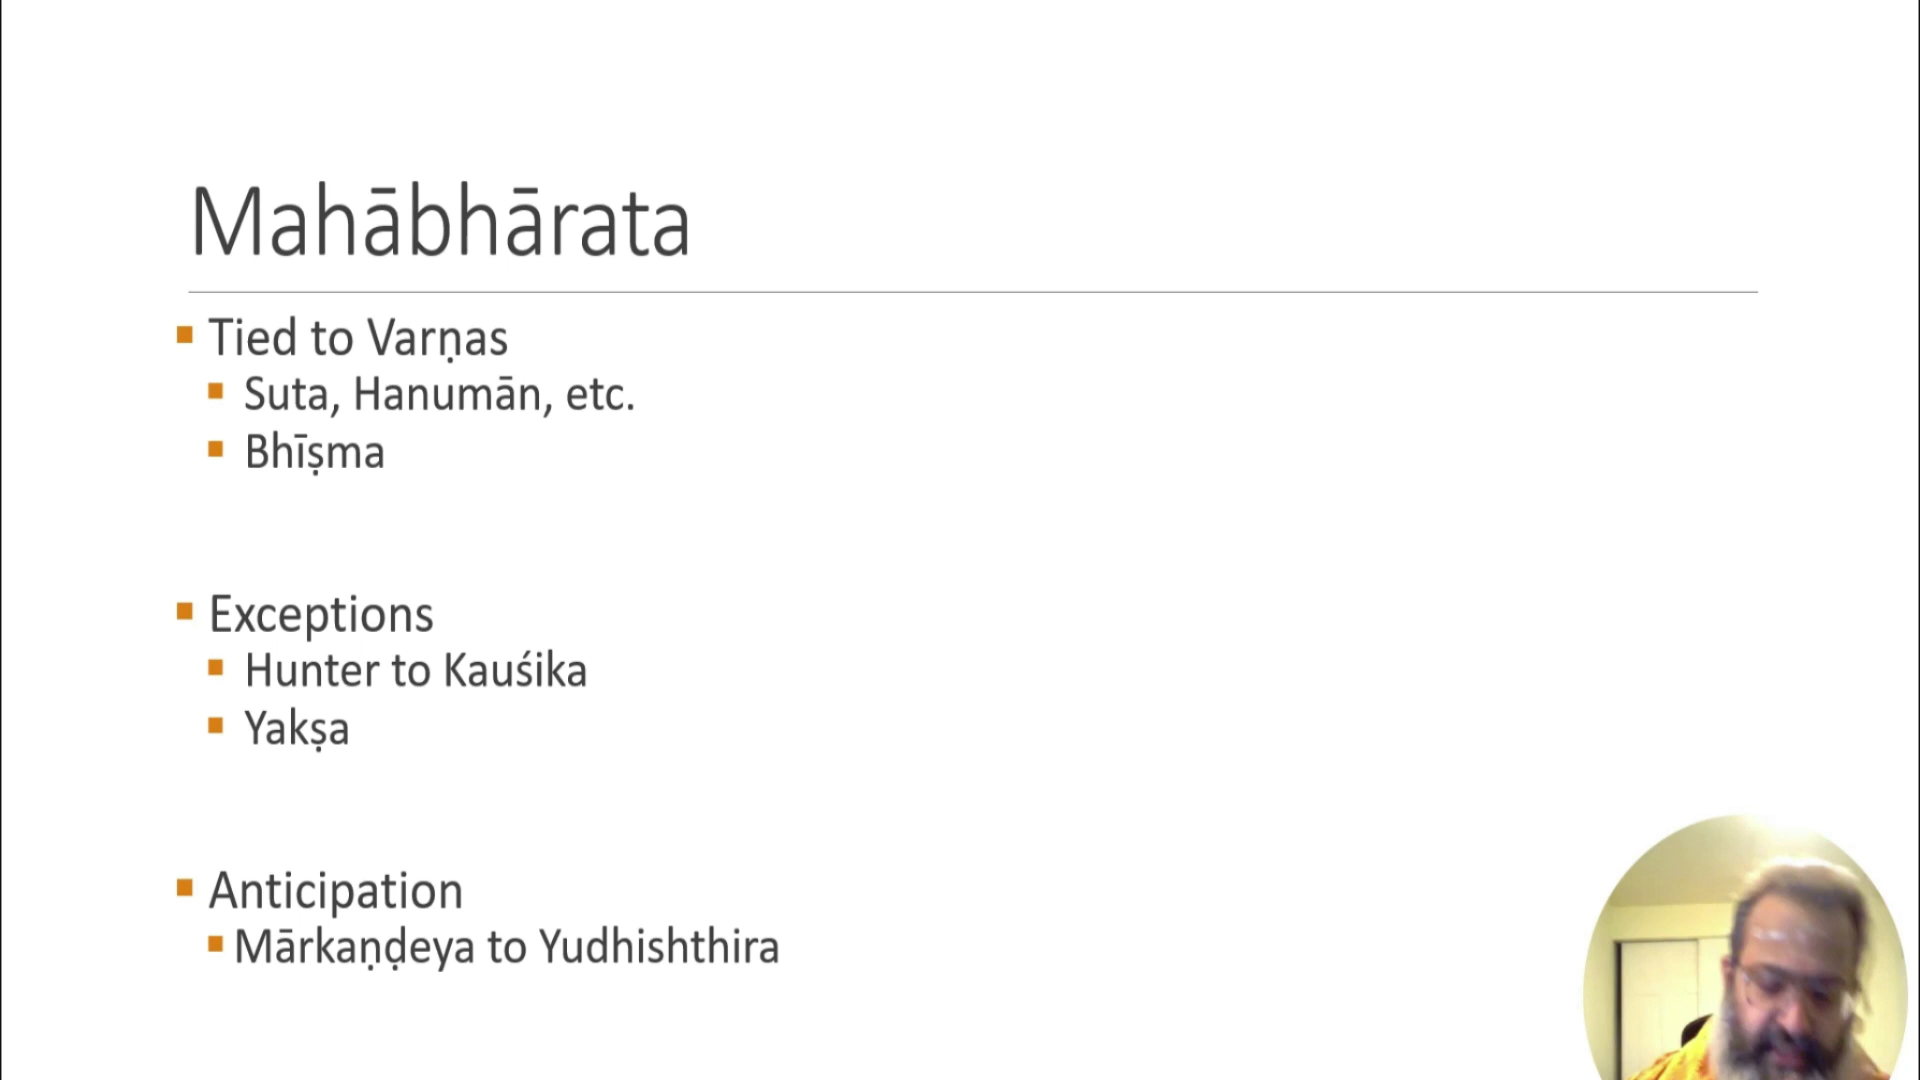 Mahābhārata
Tied to Varṇas
Suta, Hanumān, etc.
Bhīṣma
Exceptions
Hunter to Kauśika
Yakṣa
Anticipation
Mārkaṇḍeya to Yudhishthira